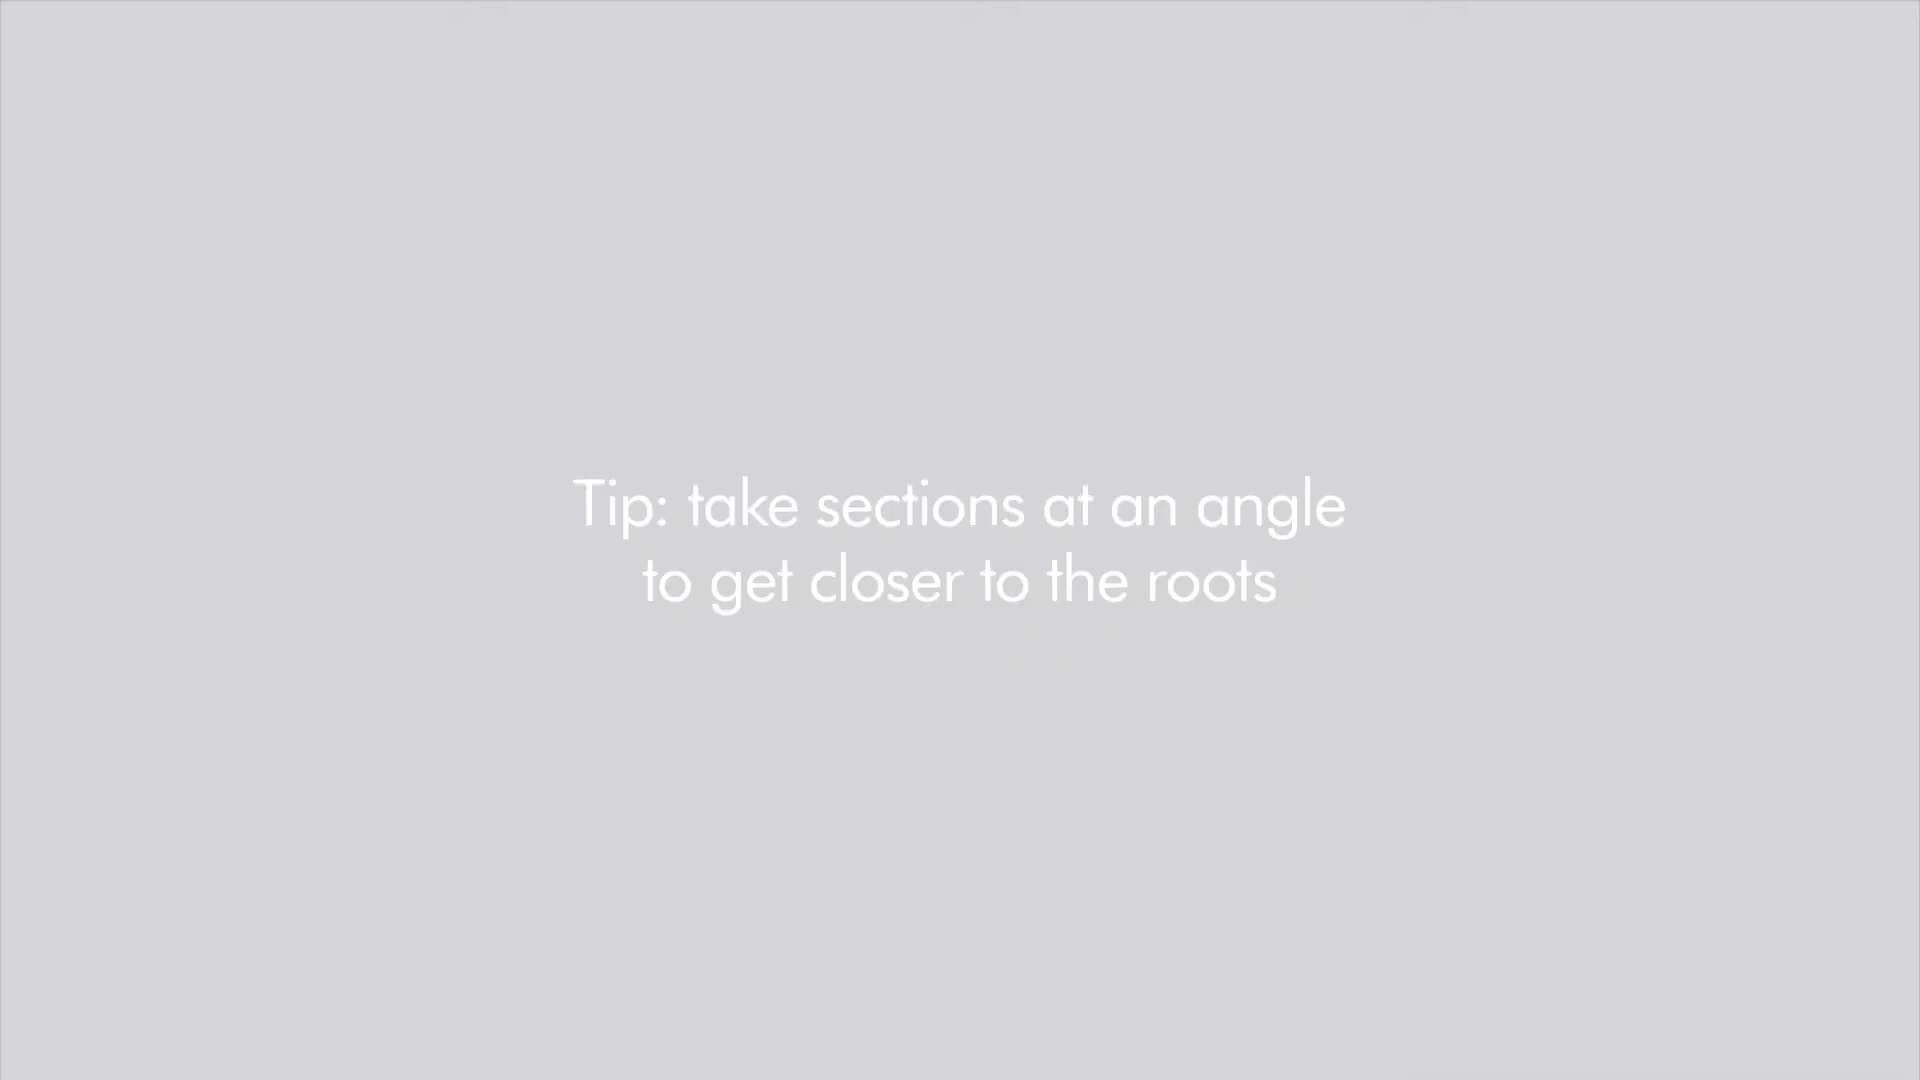 Tip: take sections at an angle
to get closer to the roots